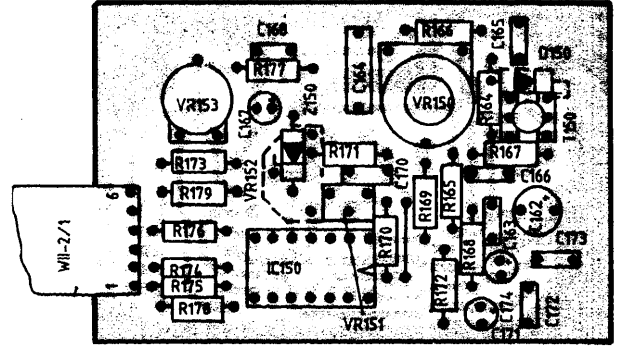 C168
R166
C165
D150
R177
C164
Z150
VR153
C167
VR150
R164
T150
R173
R171
R167
VR152
C170
C166
R179
R169
R165
C162
6
R176
R170
C163
WII-2/1
IC150
R168
C173
R174
R175
R172
C174
C172
1
R178
VR151
C171